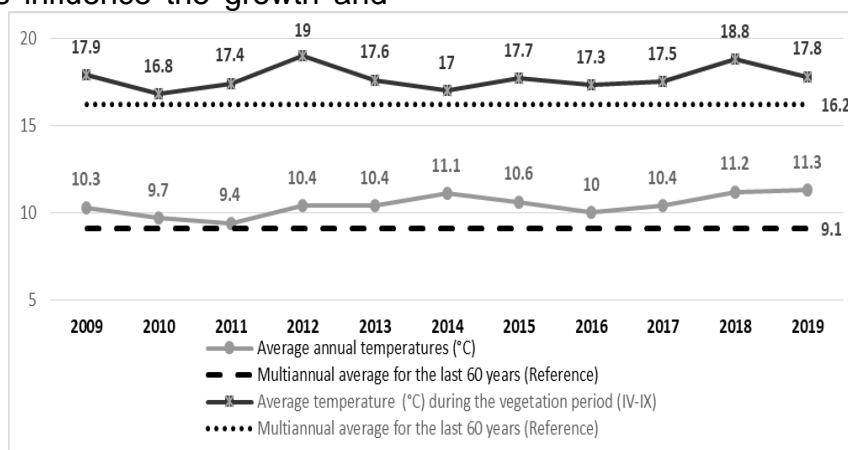 s influence the growth and
20
17.9 16.8 17.4 19 17.6 17 17.7 17.3 17.5 18.8 17.8
16.2
15
10.3 9.7 9.4 10.4 10.4 11.1 10.6 10 10.4 11.2 11.3
10
9.1
5
2009 2010 2011 2012 2013 2014 2015 2016 2017 2018 2019
Average annual temperatures (°C)
Multiannual average for the last 60 years (Reference)
Average temperature (°C) during the vegetation period (IV-IX)
Multiannual average for the last 60 years (Reference)